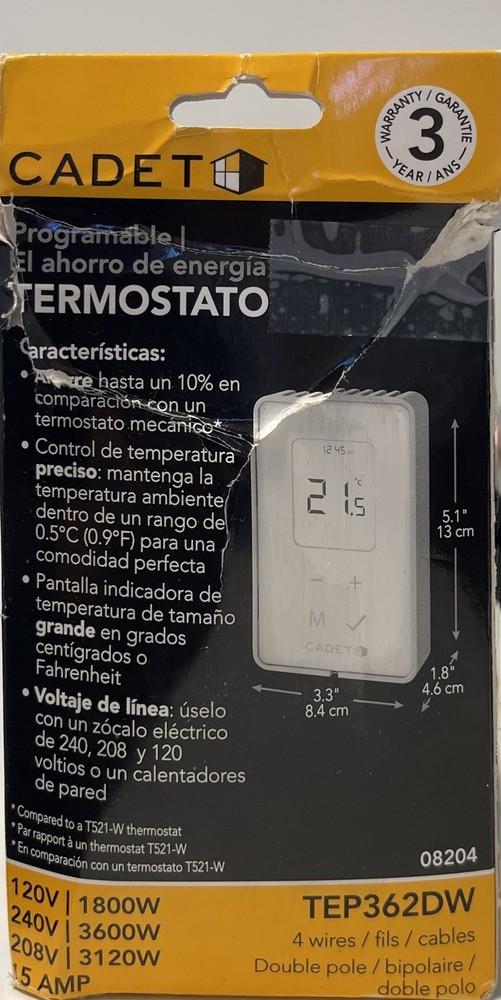 WARRANTY / GARANTIE
3
YEAR / ANS
CADET
Programable |
El ahorro de energía
TERMOSTATO
Características:
• Ahorre hasta un 10% en
comparación con un
termostato mecánico*
• Control de temperatura
preciso: mantenga la
temperatura ambiente
dentro de un rango de
0.5°C (0.9°F) para una
comodidad perfecta
• Pantalla indicadora de
temperatura de tamaño
grande en grados
centígrados o
Fahrenheit
• Voltaje de línea: úselo
con un zócalo eléctrico
de 240, 208 y 120
voltios o un calentadores
de pared
12 45
21.5 °C
− +
M ✓
CADET
5.1"
13 cm
1.8"
4.6 cm
3.3"
8.4 cm
* Compared to a T521-W thermostat
* Par rapport à un thermostat T521-W
* En comparación con un termostato T521-W
08204
120V | 1800W
240V | 3600W
208V | 3120W
15 AMP
TEP362DW
4 wires / fils / cables
Double pole / bipolaire /
doble polo